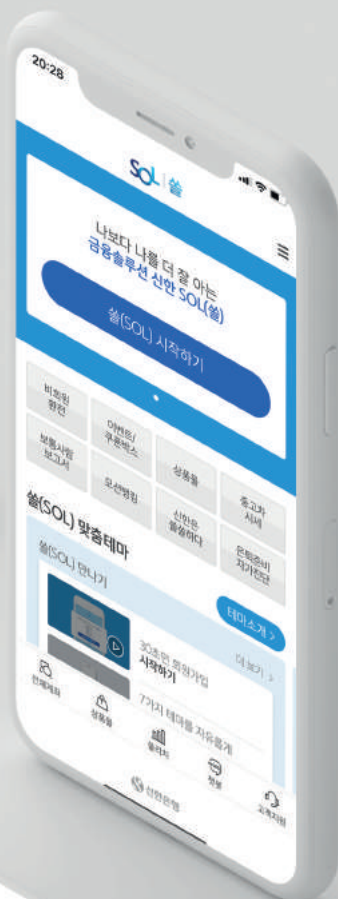 20:28
SOL | 쏠
나보다 나를 더 잘 아는
금융솔루션 신한 SOL(쏠)
쏠(SOL) 시작하기
비회원
환전
이벤트/
쿠폰박스
상품몰
중고차
시세
보통사람
보고서
모션뱅킹
신한은
쏠쏠하다
은퇴준비
자가진단
쏠(SOL) 맞춤테마
테마소개 >
쏠(SOL) 만나기
더 보기 >
30초만 회원가입
시작하기
7가지 테마를 자유롭게
전체계좌
상품몰
쏠리치
챗봇
고객지원
신한은행